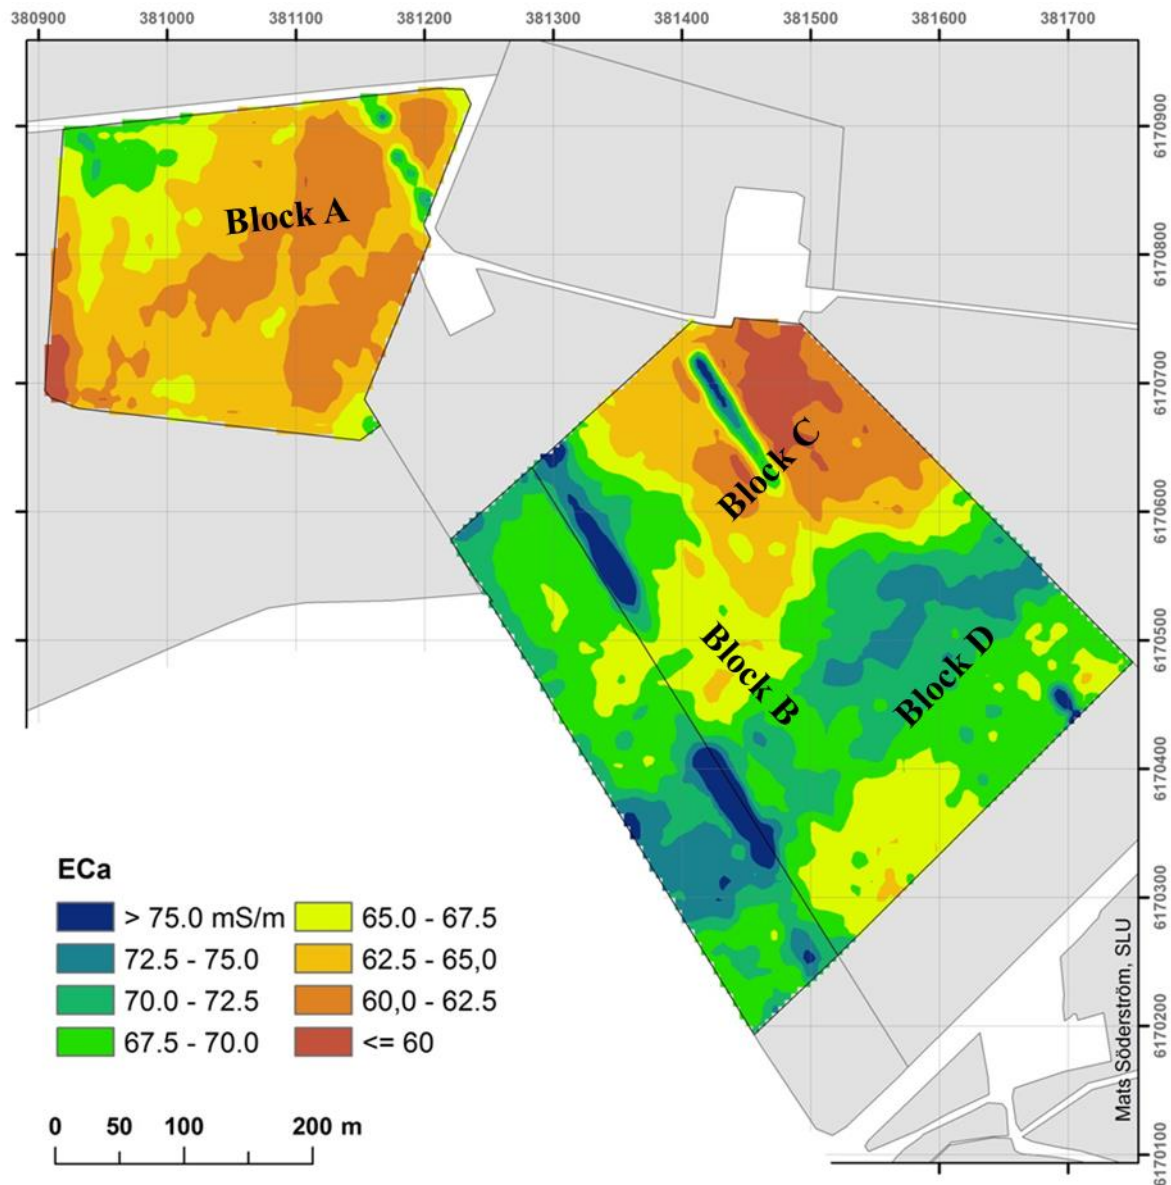 380900 381000 381100 381200 381300 381400 381500 381600 381700
6170900
6170800
6170700
6170600
6170500
6170400
6170300
6170200
6170100
Block A
Block C
Block B
Block D
ECa
> 75.0 mS/m
72.5 - 75.0
70.0 - 72.5
67.5 - 70.0
65.0 - 67.5
62.5 - 65,0
60,0 - 62.5
<= 60
0 50 100 200 m
Mats Söderström, SLU